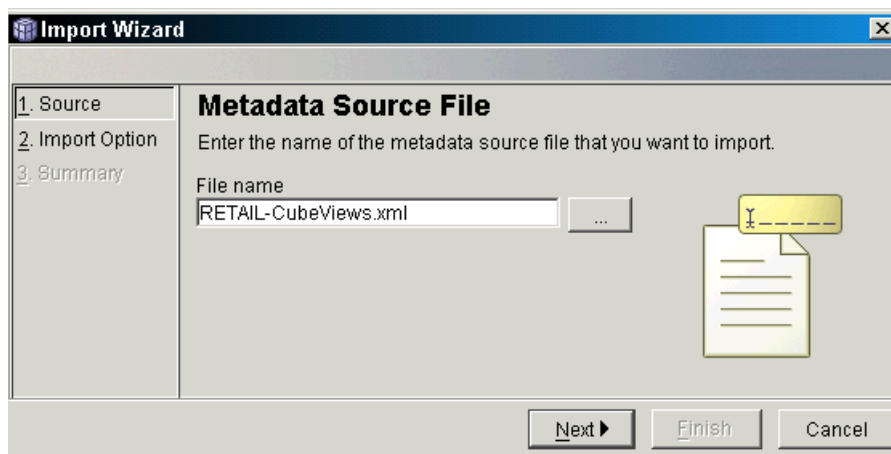 Import Wizard
1. Source
2. Import Option
3. Summary
Metadata Source File
Enter the name of the metadata source file that you want to import.
File name
RETAIL-CubeViews.xml
...
Next
Finish
Cancel